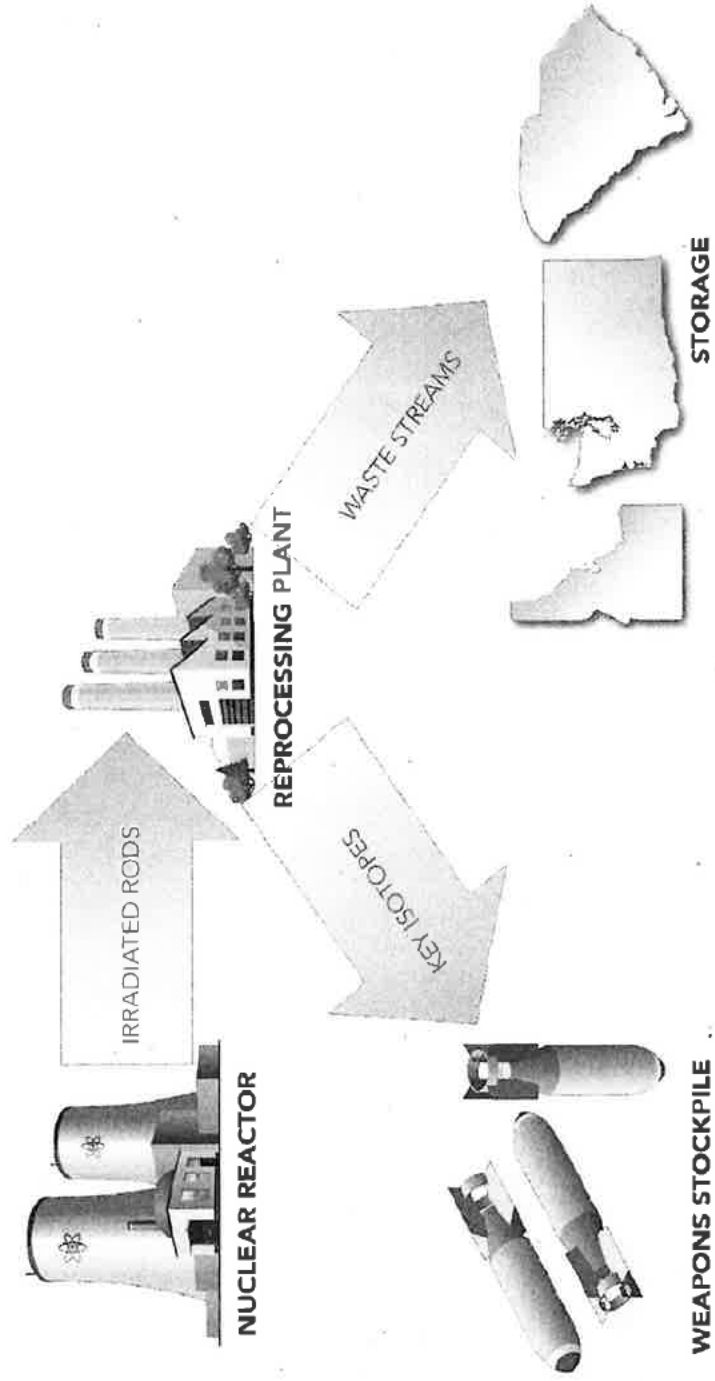 NUCLEAR REACTOR
IRRADIATED RODS
REPROCESSING PLANT
KEY ISOTOPES
WASTE STREAMS
WEAPONS STOCKPILE
STORAGE